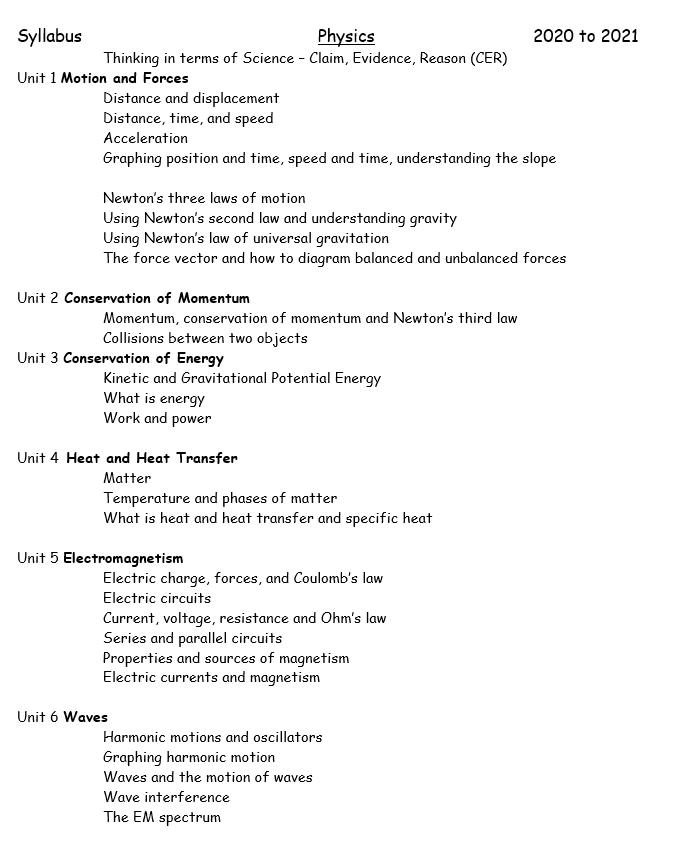 Syllabus Physics 2020 to 2021
Thinking in terms of Science – Claim, Evidence, Reason (CER)
Unit 1 Motion and Forces
Distance and displacement
Distance, time, and speed
Acceleration
Graphing position and time, speed and time, understanding the slope
Newton's three laws of motion
Using Newton's second law and understanding gravity
Using Newton's law of universal gravitation
The force vector and how to diagram balanced and unbalanced forces
Unit 2 Conservation of Momentum
Momentum, conservation of momentum and Newton's third law
Collisions between two objects
Unit 3 Conservation of Energy
Kinetic and Gravitational Potential Energy
What is energy
Work and power
Unit 4 Heat and Heat Transfer
Matter
Temperature and phases of matter
What is heat and heat transfer and specific heat
Unit 5 Electromagnetism
Electric charge, forces, and Coulomb's law
Electric circuits
Current, voltage, resistance and Ohm's law
Series and parallel circuits
Properties and sources of magnetism
Electric currents and magnetism
Unit 6 Waves
Harmonic motions and oscillators
Graphing harmonic motion
Waves and the motion of waves
Wave interference
The EM spectrum